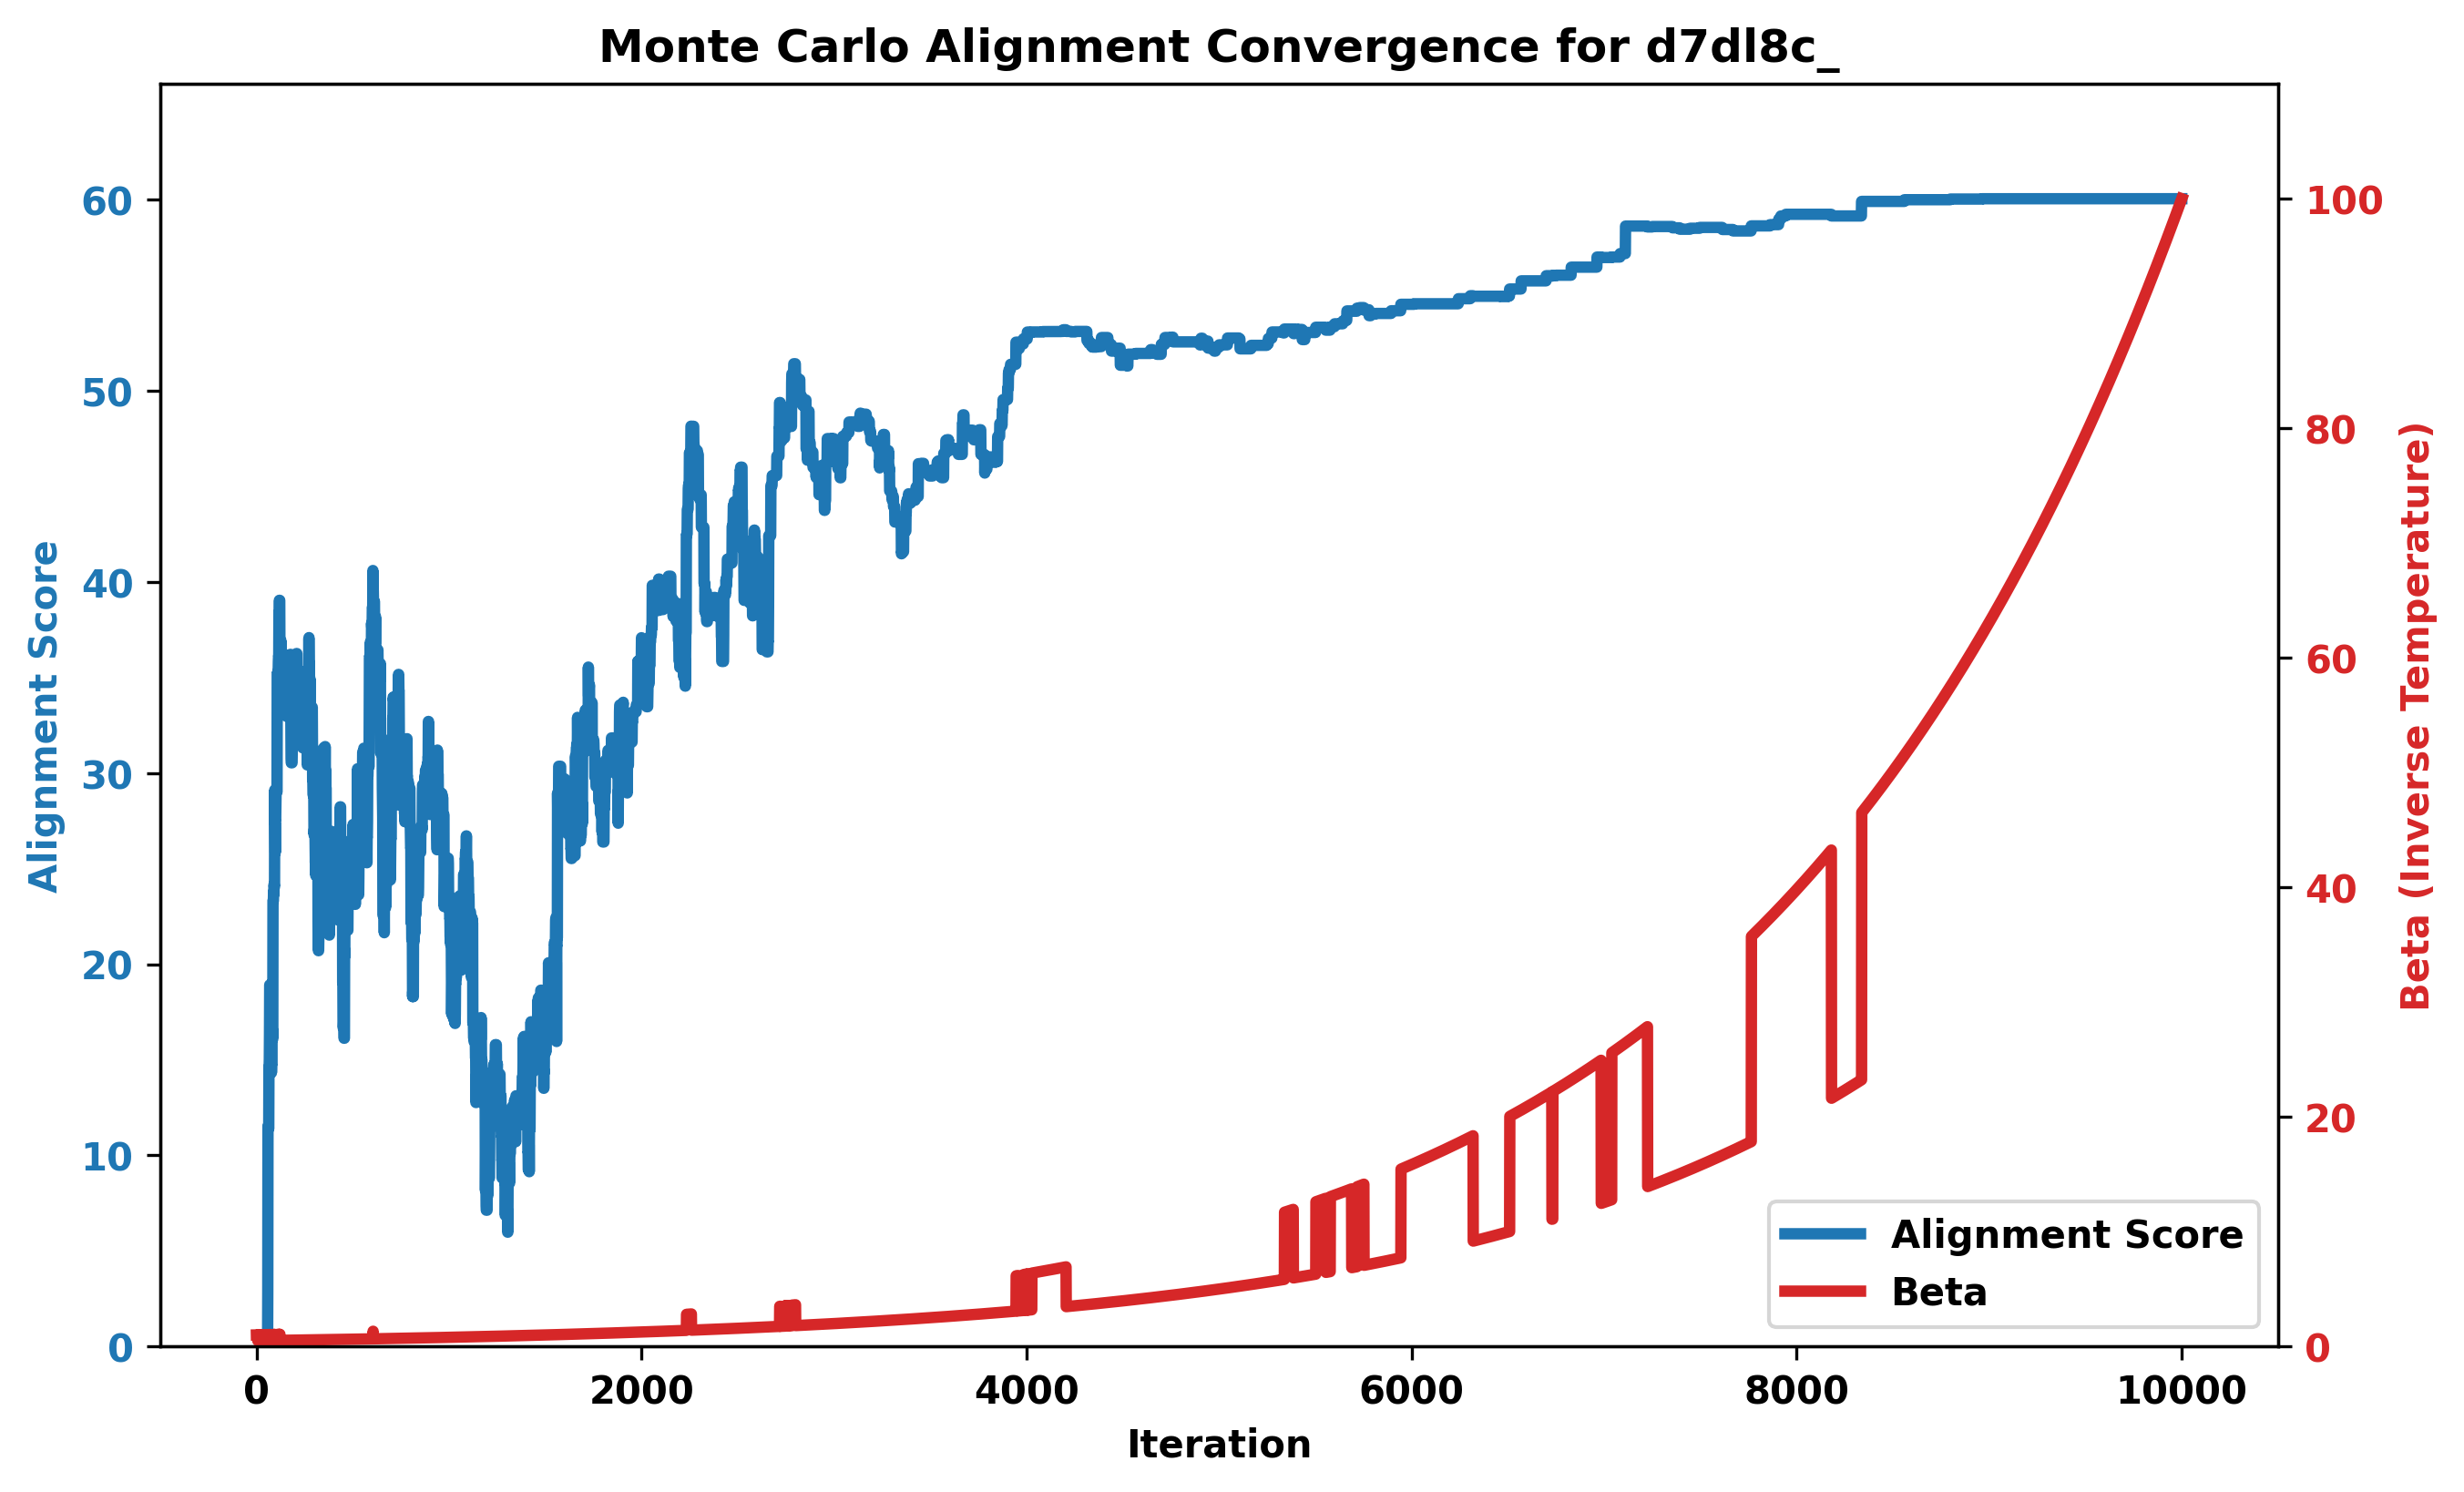 Monte Carlo Alignment Convergence for d7dl8c_
Alignment Score
60
50
40
30
20
10
0
100
80
60
40
20
0
Beta (Inverse Temperature)
Alignment Score
Beta
0 2000 4000 6000 8000 10000
Iteration